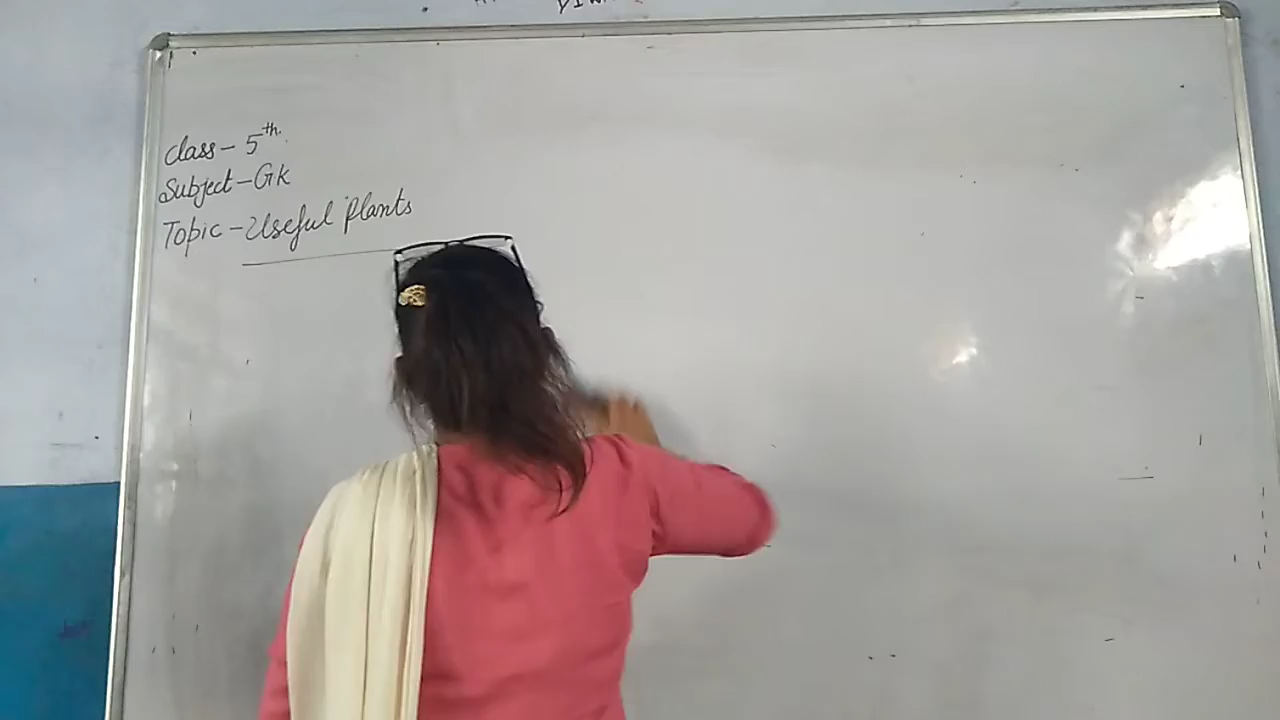 Class - 5th.
Subject - GK
Topic - Useful Plants